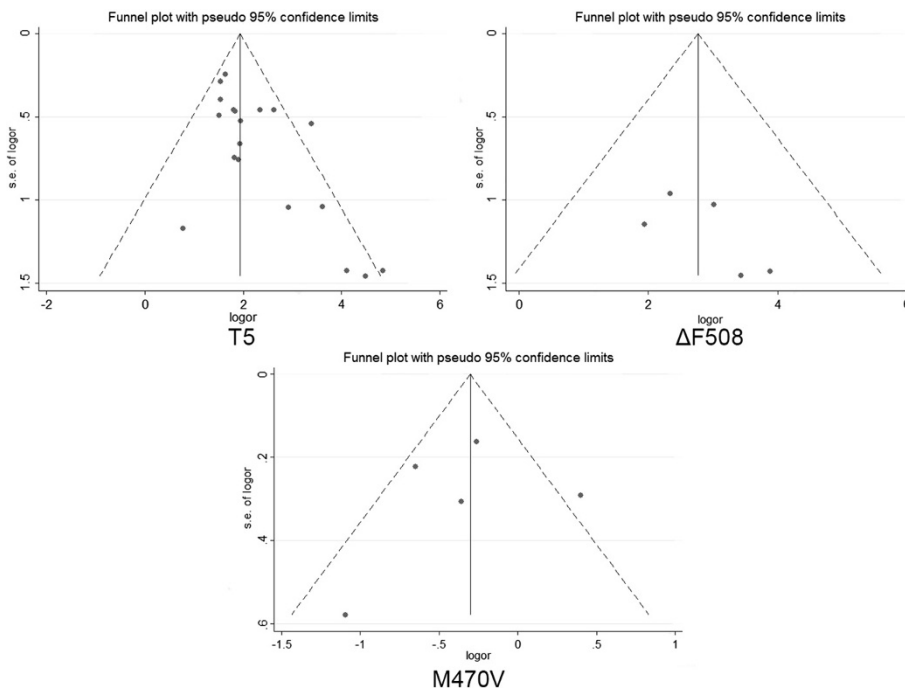 Funnel plot with pseudo 95% confidence limits
s.e. of logor
0
.5
1
1.5
-2
0
2
4
6
logor
T5
Funnel plot with pseudo 95% confidence limits
s.e. of logor
0
.5
1
1.5
0
2
4
6
logor
ΔF508
Funnel plot with pseudo 95% confidence limits
s.e. of logor
0
.2
.4
.6
-1.5
-1
-.5
0
.5
1
logor
M470V